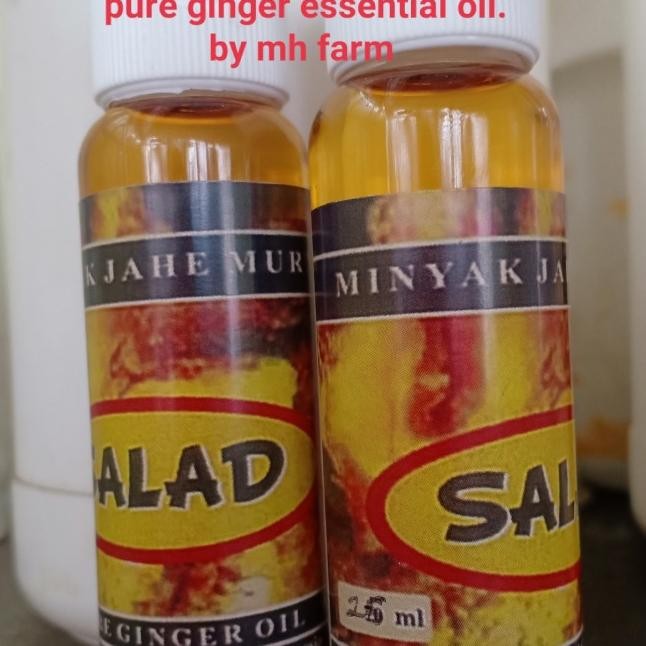 pure ginger essential oil.
by mh farm
K JAHE MUR
SALAD
E GINGER OIL
MINYAK JA
SAL
ml